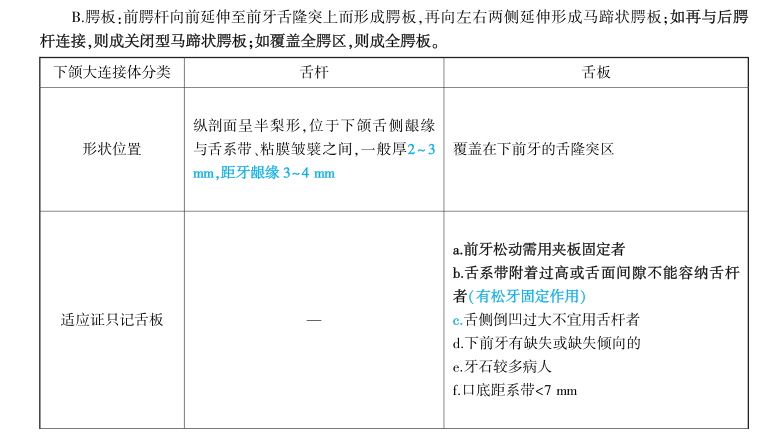 B.腭板:前腭杆向前延伸至前牙舌隆突上而形成腭板,再向左右两侧延伸形成马蹄状腭板;如再与后腭
杆连接,则成关闭型马蹄状腭板;如覆盖全腭区,则成全腭板。
下颌大连接体分类 舌杆 舌板
形状位置
纵剖面呈半梨形,位于下颌舌侧龈缘
与舌系带、粘膜皱襞之间,一般厚2~3
mm,距牙龈缘 3~4 mm
覆盖在下前牙的舌隆突区
适应证只记舌板
—
a.前牙松动需用夹板固定者
b.舌系带附着过高或舌面间隙不能容纳舌杆
者(有松牙固定作用)
c.舌侧倒凹过大不宜用舌杆者
d.下前牙有缺失或缺失倾向的
e.牙石较多病人
f.口底距系带<7 mm